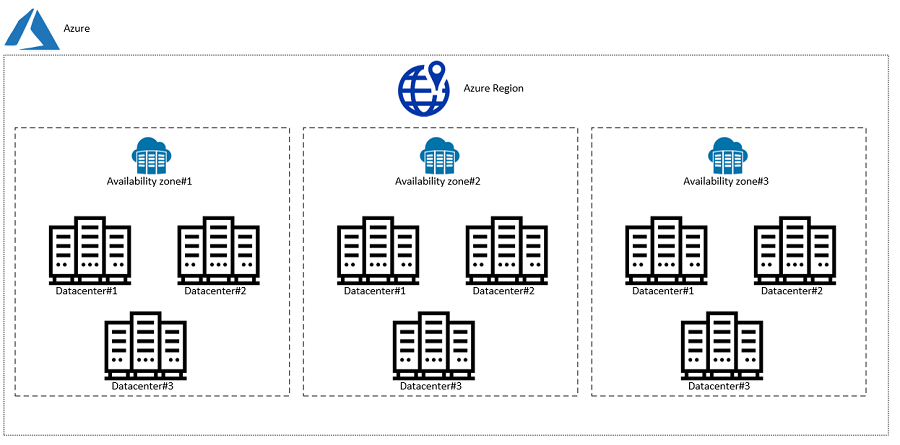 Azure
Azure Region
Availability zone#1
Availability zone#2
Availability zone#3
Datacenter#1
Datacenter#2
Datacenter#1
Datacenter#2
Datacenter#1
Datacenter#2
Datacenter#3
Datacenter#3
Datacenter#3